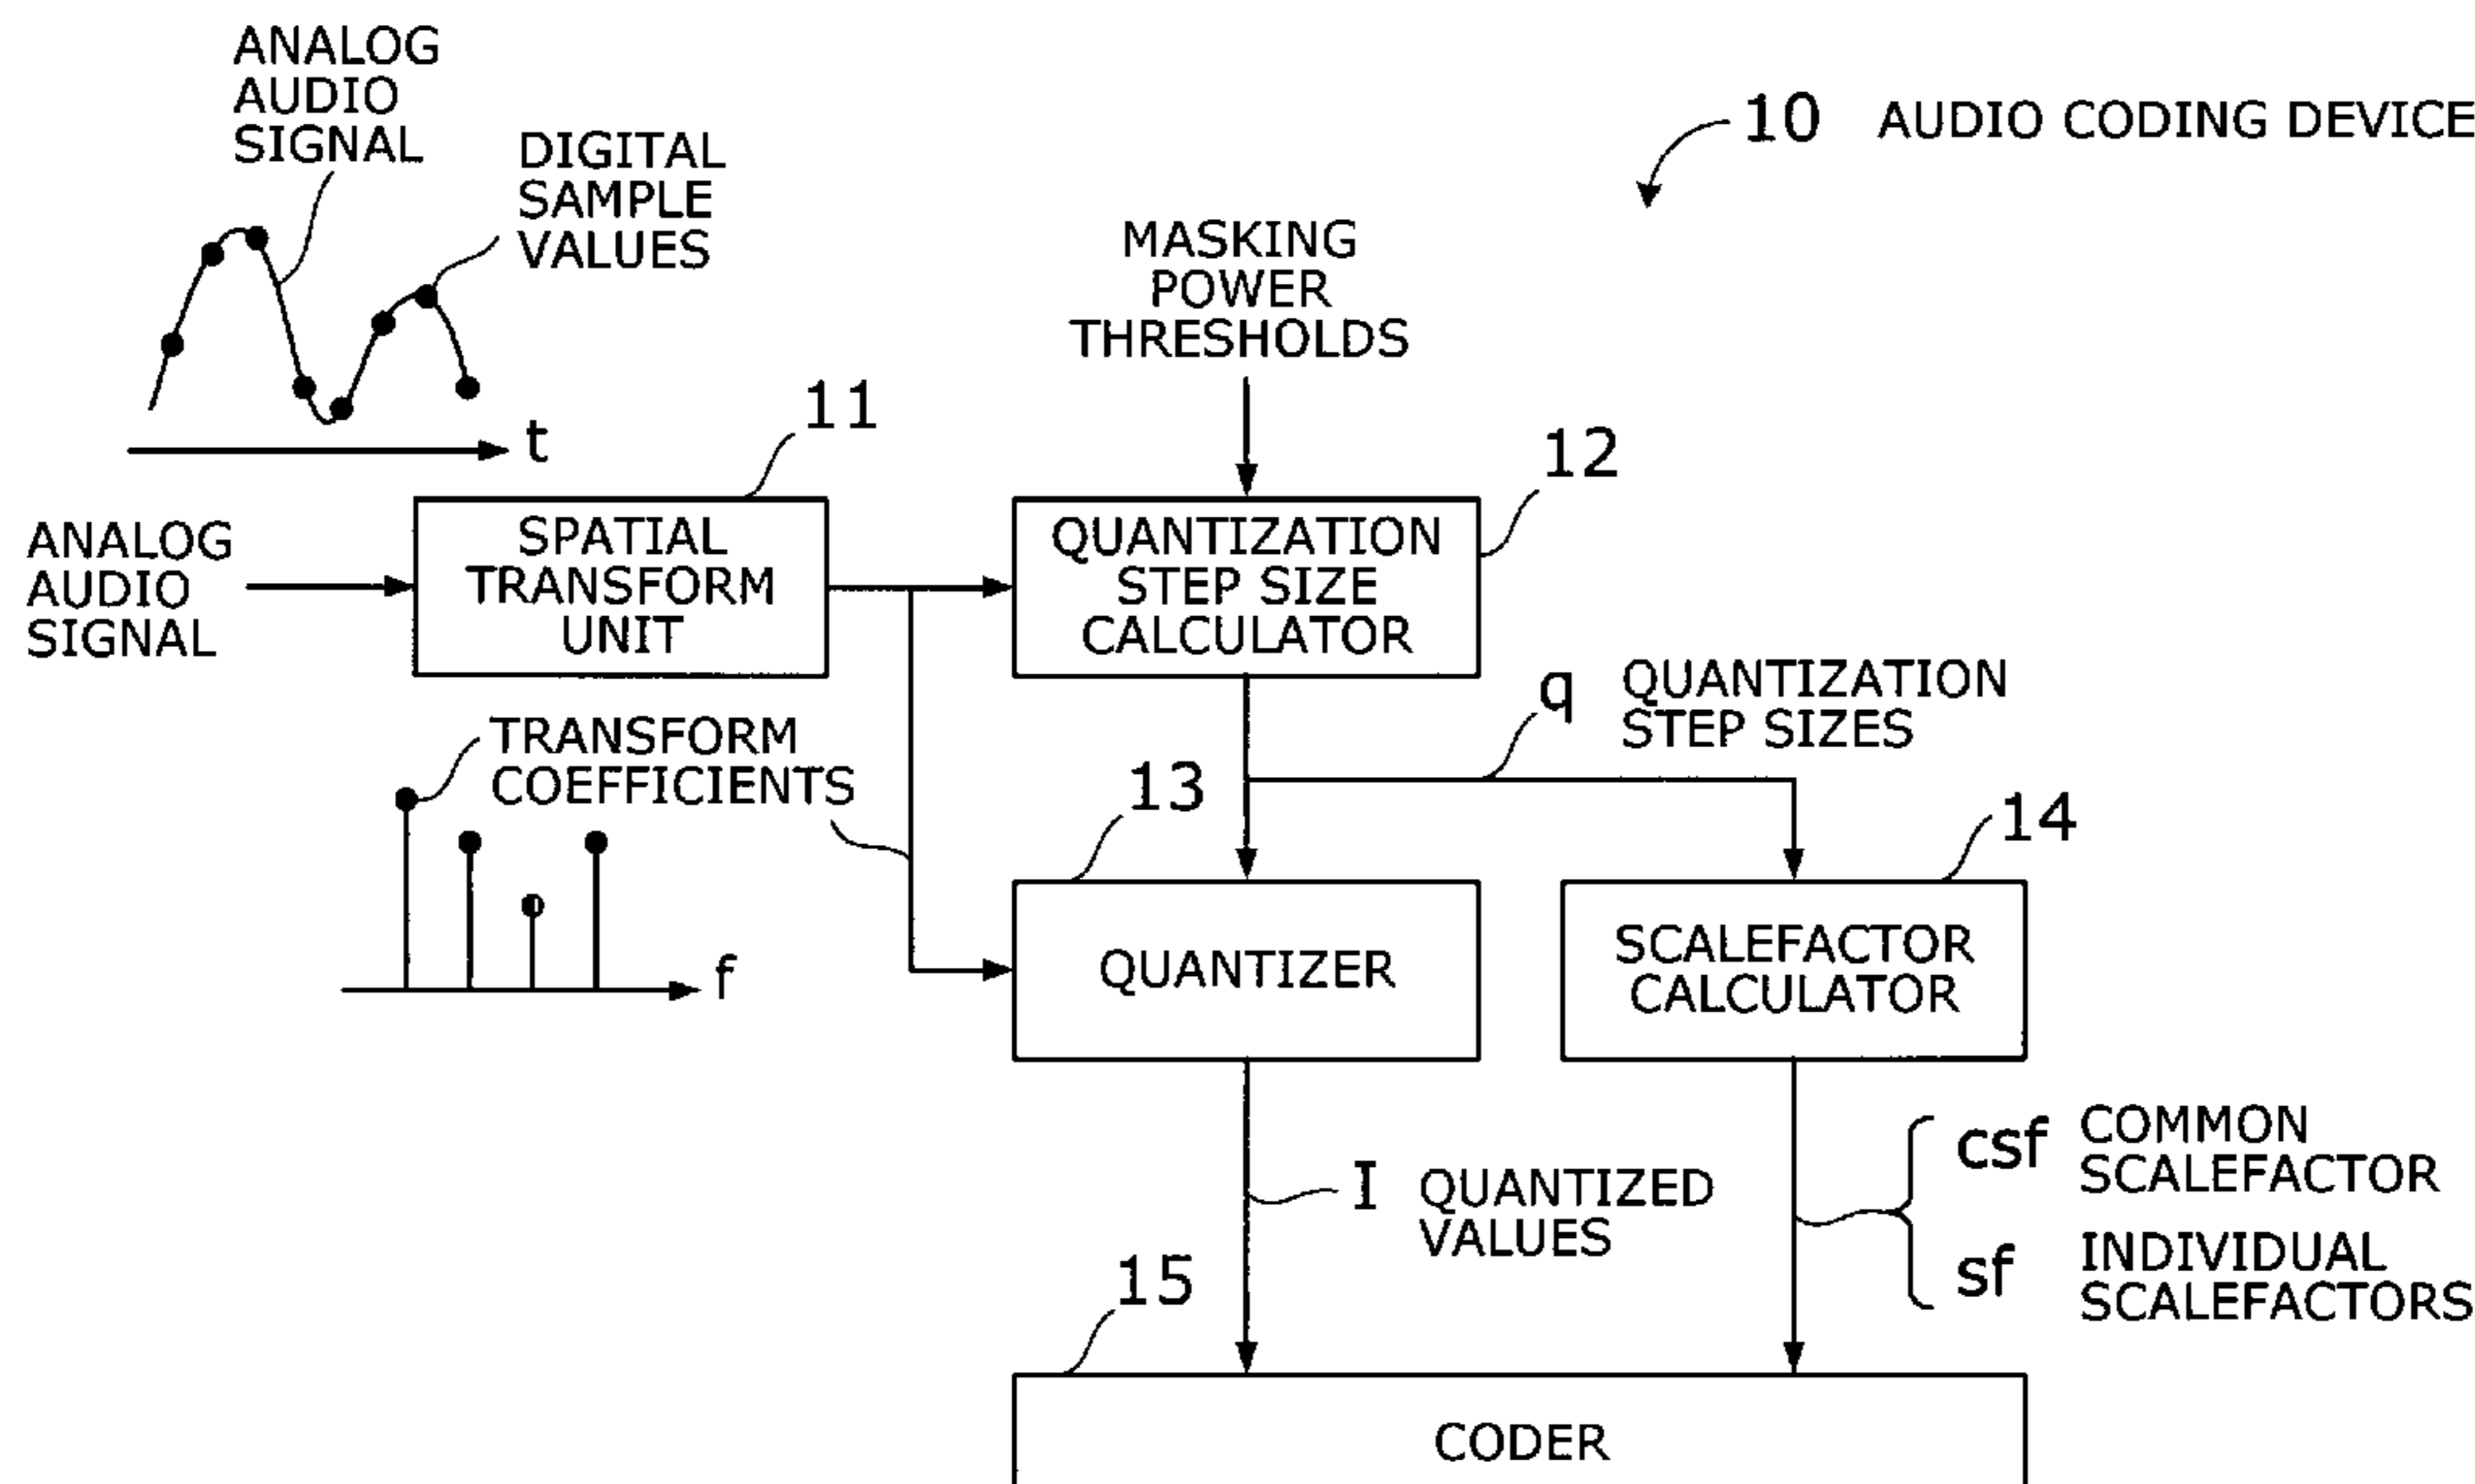 ANALOG
AUDIO
SIGNAL
DIGITAL
SAMPLE
VALUES
10 AUDIO CODING DEVICE
MASKING
POWER
THRESHOLDS
t
11
12
ANALOG
AUDIO
SIGNAL
SPATIAL
TRANSFORM
UNIT
QUANTIZATION
STEP SIZE
CALCULATOR
q QUANTIZATION
STEP SIZES
TRANSFORM
COEFFICIENTS
13
14
f
QUANTIZER
SCALEFACTOR
CALCULATOR
I QUANTIZED
VALUES
csf COMMON
SCALEFACTOR
sf INDIVIDUAL
SCALEFACTORS
15
CODER